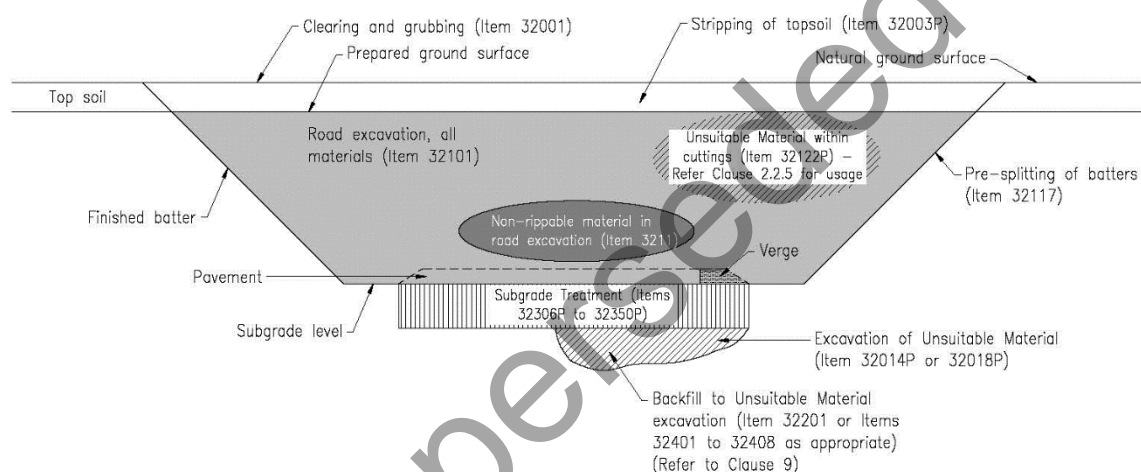 Clearing and grubbing (Item 32001)
Stripping of topsoil (Item 32003P)
Prepared ground surface
Natural ground surface
Top soil
Road excavation, all
materials (Item 32101)
Unsuitable Material within
cuttings (Item 32122P) –
Refer Clause 2.2.5 for usage
Pre-splitting of batters
(Item 32117)
Finished batter
Non-rippable material in
road excavation (Item 3211)
Verge
Pavement
Subgrade Treatment (Items
32306P to 32350P)
Subgrade level
Excavation of Unsuitable Material
(Item 32014P or 32018P)
Backfill to Unsuitable Material
excavation (Item 32201 or Items
32401 to 32408 as appropriate)
(Refer to Clause 9)
perseded